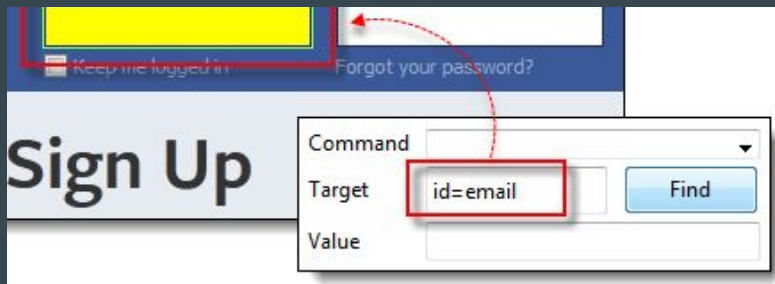 Keep me logged in
Forgot your password?
Sign Up
Command
Target
id=email
Find
Value